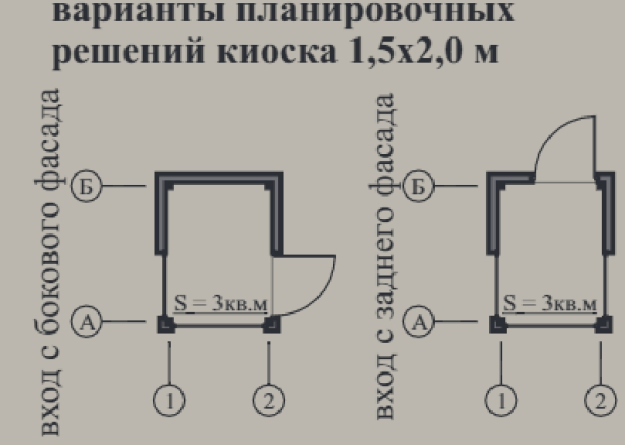 варианты планировочных
решений киоска 1,5х2,0 м
вход с бокового фасада
Б
S = 3кв.м
А
1
2
вход с заднего фасада
Б
S = 3кв.м
А
1
2